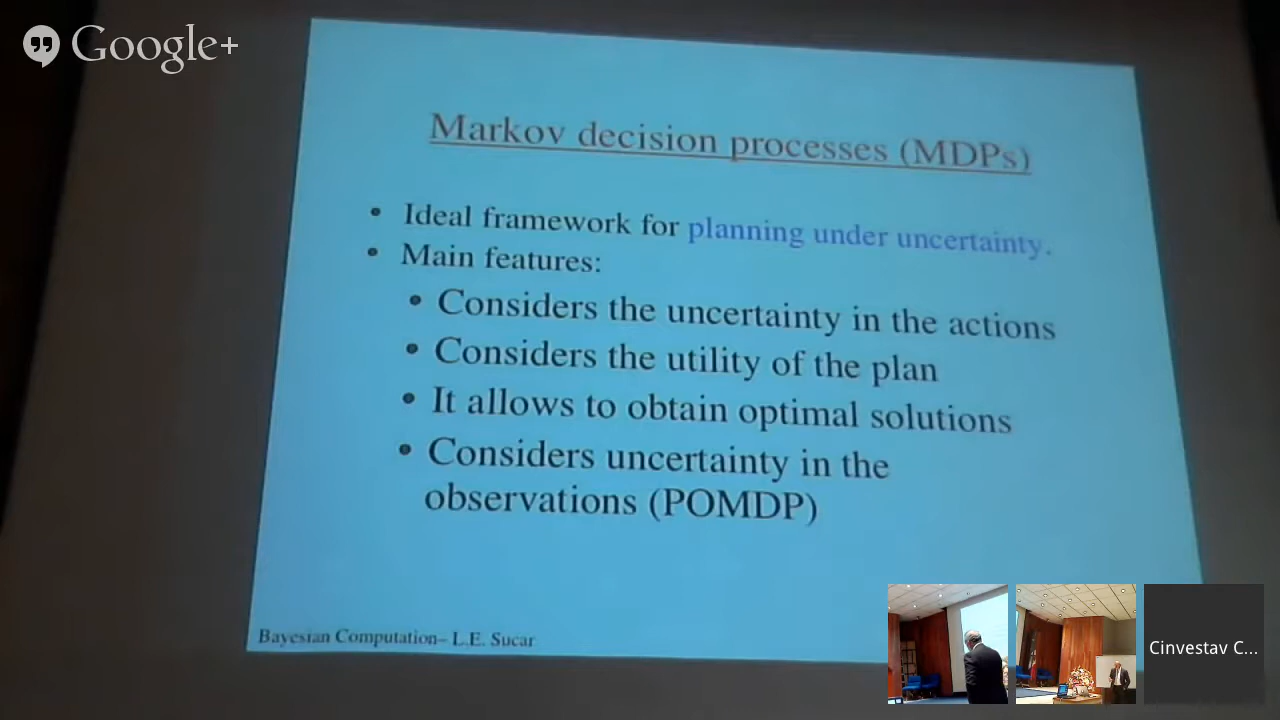 Google+
Markov decision processes (MDPs)
• Ideal framework for planning under uncertainty.
• Main features:
• Considers the uncertainty in the actions
• Considers the utility of the plan
• It allows to obtain optimal solutions
• Considers uncertainty in the
observations (POMDP)
Bayesian Computation– L.E. Sucar
Cinvestav C...